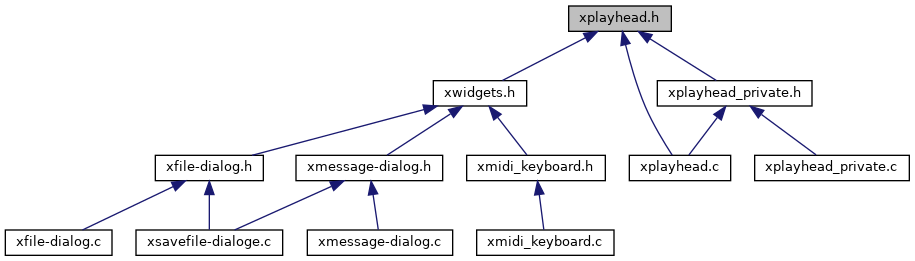 xplayhead.h
xwidgets.h
xplayhead_private.h
xfile-dialog.h
xmessage-dialog.h
xmidi_keyboard.h
xplayhead.c
xplayhead_private.c
xfile-dialog.c
xsavefile-dialoge.c
xmessage-dialog.c
xmidi_keyboard.c